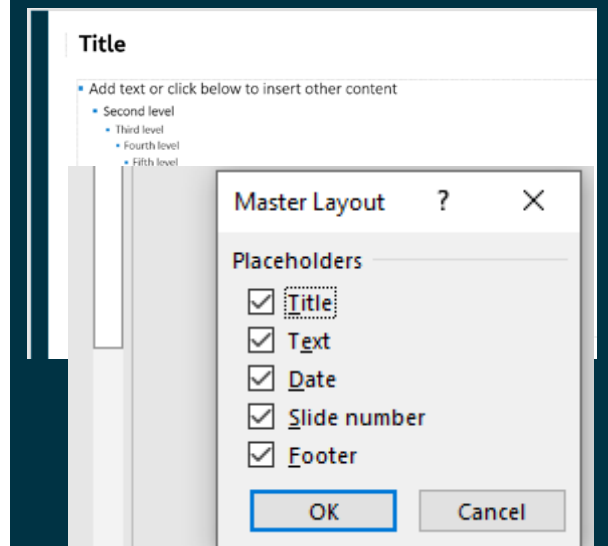 Title
Add text or click below to insert other content
Second level
Third level
Fourth level
Fifth level
Master Layout ?
Placeholders
Title
Text
Date
Slide number
Footer
OK Cancel